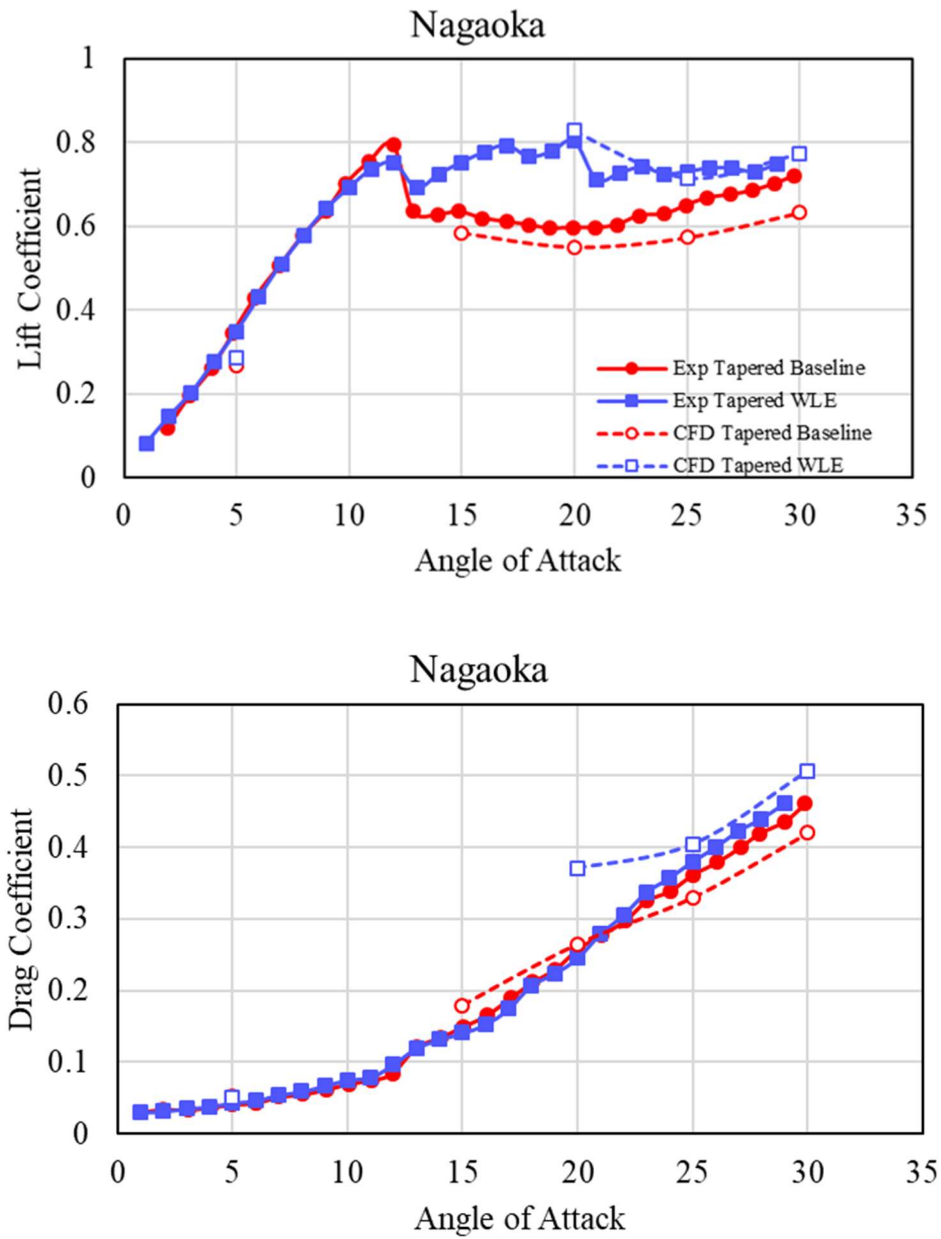 Nagaoka
1
0.8
0.6
0.4
0.2
0
Lift Coefficient
Exp Tapered Baseline
Exp Tapered WLE
CFD Tapered Baseline
CFD Tapered WLE
0 5 10 15 20 25 30 35
Angle of Attack
Nagaoka
0.6
0.5
0.4
0.3
0.2
0.1
0
Drag Coefficient
0 5 10 15 20 25 30 35
Angle of Attack